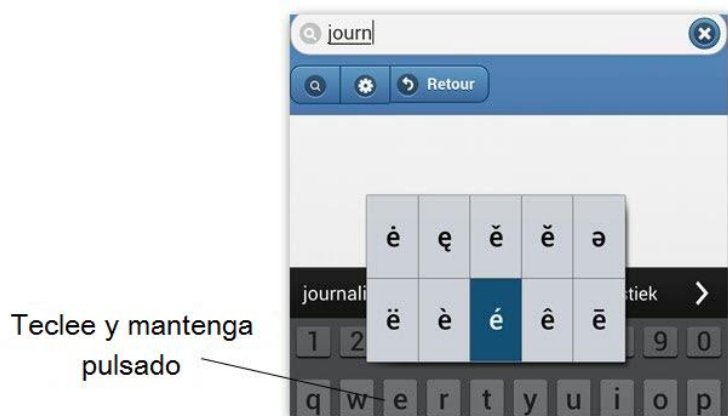 journ
Retour
ė ę ě ĕ ə
journali stiek
ë è é ê ē
Teclee y mantenga
pulsado
1 2 9 0
q w e r t y u i o p